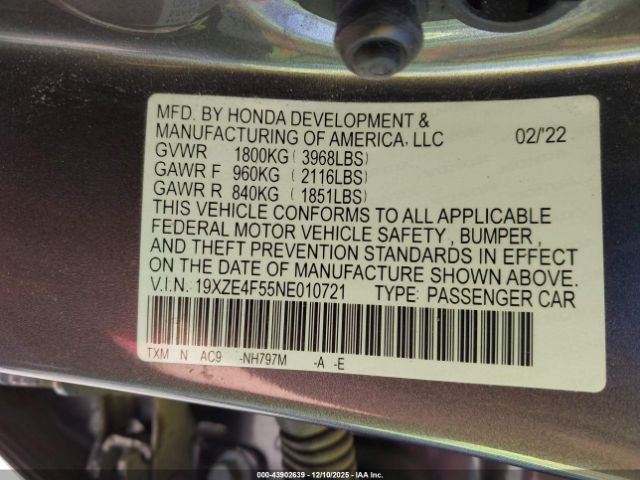 MFD. BY HONDA DEVELOPMENT &
MANUFACTURING OF AMERICA, LLC 02/'22
GVWR 1800KG ( 3968LBS)
GAWR F 960KG ( 2116LBS)
GAWR R 840KG ( 1851LBS)
THIS VEHICLE CONFORMS TO ALL APPLICABLE
FEDERAL MOTOR VEHICLE SAFETY , BUMPER ,
AND THEFT PREVENTION STANDARDS IN EFFECT
ON THE DATE OF MANUFACTURE SHOWN ABOVE.
V.I.N. 19XZE4F55NE010721 TYPE: PASSENGER CAR
TXM N AC9 -NH797M -A -E
000-43902639 - 12/10/2025 - IAA Inc.